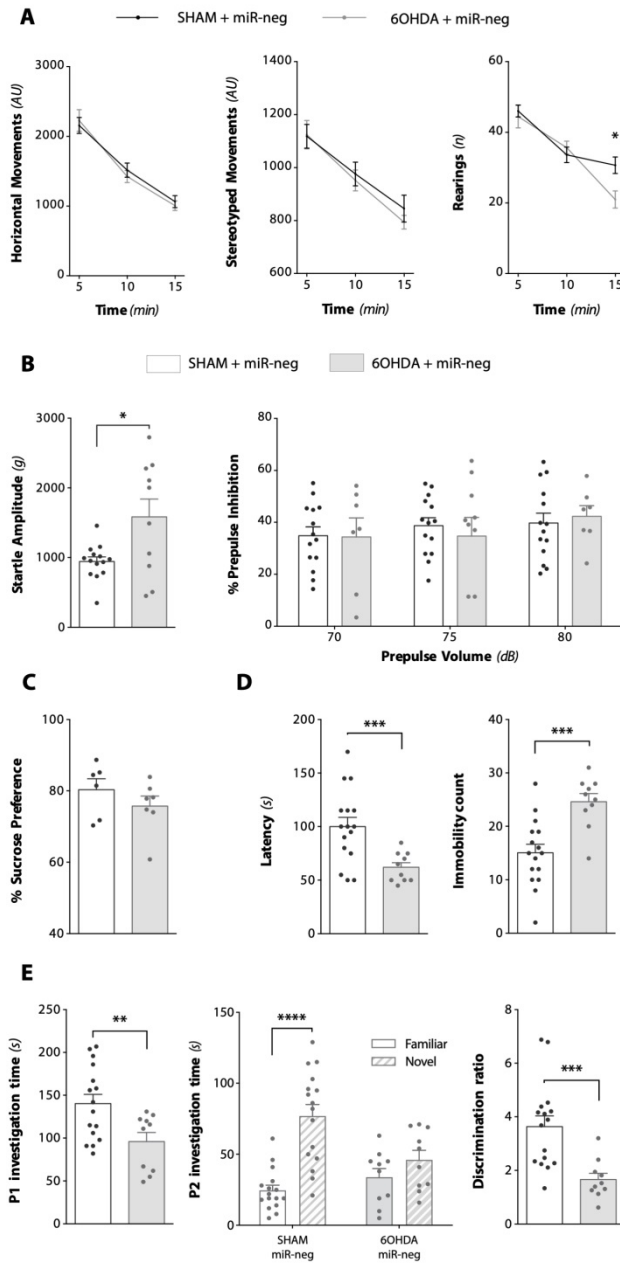 A
SHAM + miR-neg
6OHDA + miR-neg
Horizontal Movements (AU)
3000
2000
1000
0
5
10
15
Time (min)
Stereotyped Movements (AU)
1400
1200
1000
800
600
5
10
15
Time (min)
Rearings (n)
60
40
20
0
*
5
10
15
Time (min)
B
SHAM + miR-neg
6OHDA + miR-neg
Startle Amplitude (g)
3000
2000
1000
0
*
% Prepulse Inhibition
80
60
40
20
0
70
75
80
Prepulse Volume (dB)
C
% Sucrose Preference
100
80
60
40
D
Latency (s)
200
150
100
50
0
***
Immobility count
40
30
20
10
0
***
E
P1 investigation time (s)
250
200
150
100
50
0
**
P2 investigation time (s)
150
100
50
0
****
Familiar
Novel
SHAM
miR-neg
6OHDA
miR-neg
Discrimination ratio
8
6
4
2
0
***